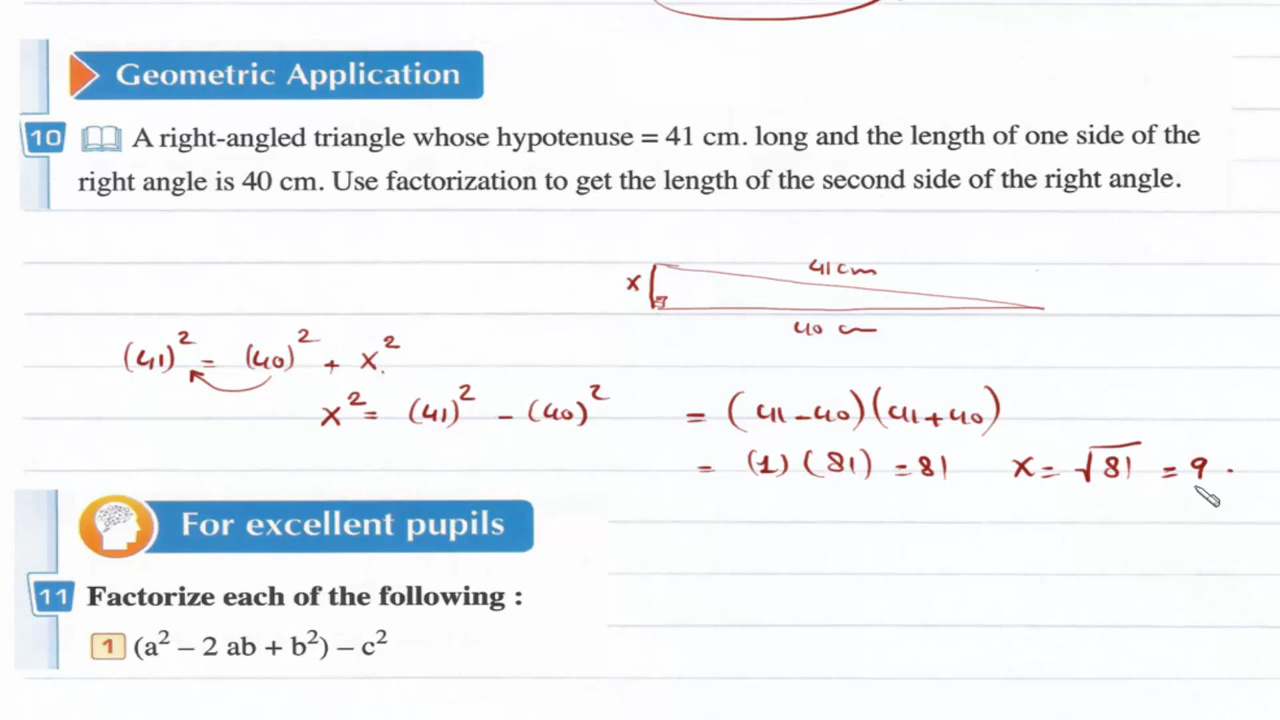 Geometric Application
10 A right-angled triangle whose hypotenuse = 41 cm. long and the length of one side of the
right angle is 40 cm. Use factorization to get the length of the second side of the right angle.
41 cm
x
40 cm
(41)² = (40)² + x²
x² = (41)² - (40)² = (41-40)(41+40)
= (1)(81) = 81 x = √81 = 9.
For excellent pupils
11 Factorize each of the following :
1 (a² – 2 ab + b²) – c²